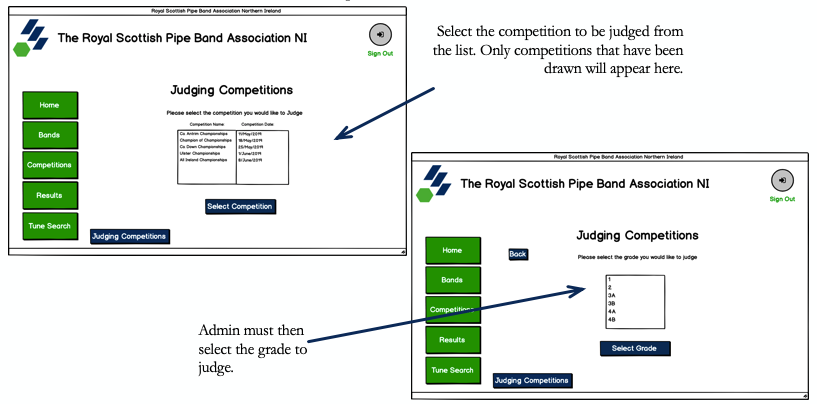 Royal Scottish Pipe Band Association Northern Ireland
The Royal Scottish Pipe Band Association NI
Sign Out
Judging Competitions
Please select the competition you would like to Judge
Competition Name Competition Date
Co. Antrim Championships 11/May/2019
Champion of Championships 18/May/2019
Co. Down Championships 25/May/2019
Ulster Championships 1/June/2019
All Ireland Championships 8/June/2019
Select Competition
Home
Bands
Competitions
Results
Tune Search
Judging Competitions
Select the competition to be judged from
the list. Only competitions that have been
drawn will appear here.
Royal Scottish Pipe Band Association Northern Ireland
The Royal Scottish Pipe Band Association NI
Sign Out
Judging Competitions
Back
Please select the grade you would like to judge
1
2
3A
3B
4A
4B
Select Grade
Home
Bands
Competitions
Results
Tune Search
Judging Competitions
Admin must then
select the grade to
judge.